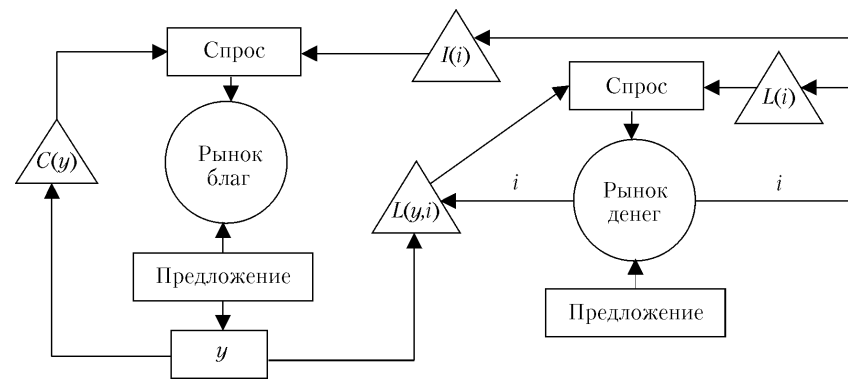 Спрос
I(i)
Спрос
L(i)
C(y)
Рынок
благ
L(y,i)
i
Рынок
денег
i
Предложение
Предложение
y